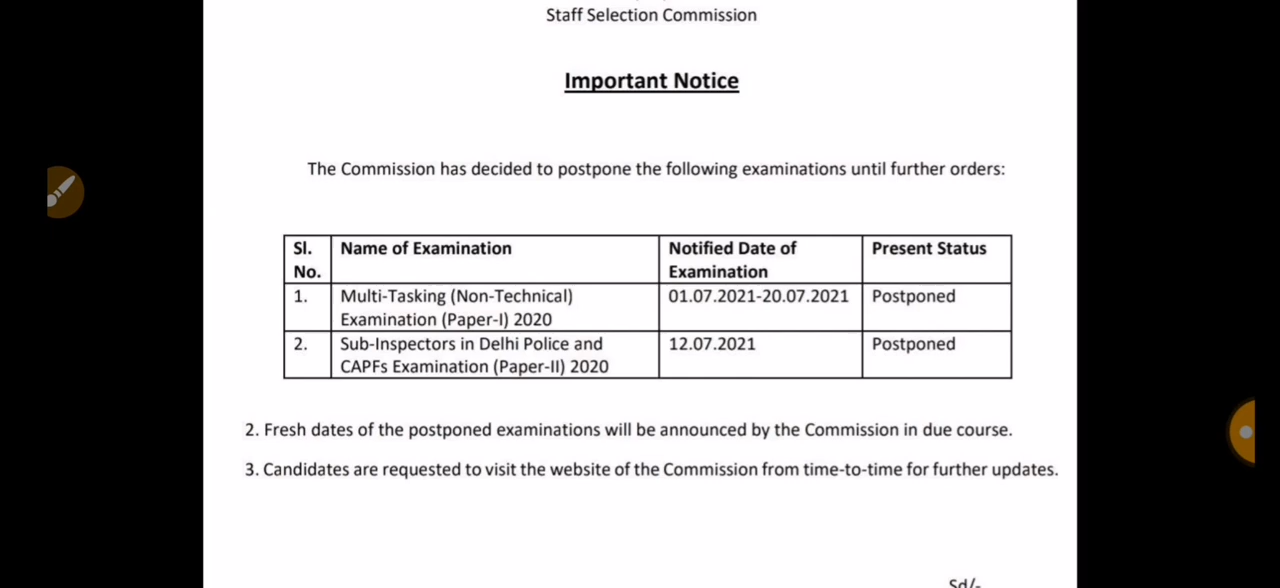 Staff Selection Commission
Important Notice
The Commission has decided to postpone the following examinations until further orders:
Sl. No. Name of Examination Notified Date of Examination Present Status
1. Multi-Tasking (Non-Technical) Examination (Paper-I) 2020 01.07.2021-20.07.2021 Postponed
2. Sub-Inspectors in Delhi Police and CAPFs Examination (Paper-II) 2020 12.07.2021 Postponed
2. Fresh dates of the postponed examinations will be announced by the Commission in due course.
3. Candidates are requested to visit the website of the Commission from time-to-time for further updates.
Sd/-